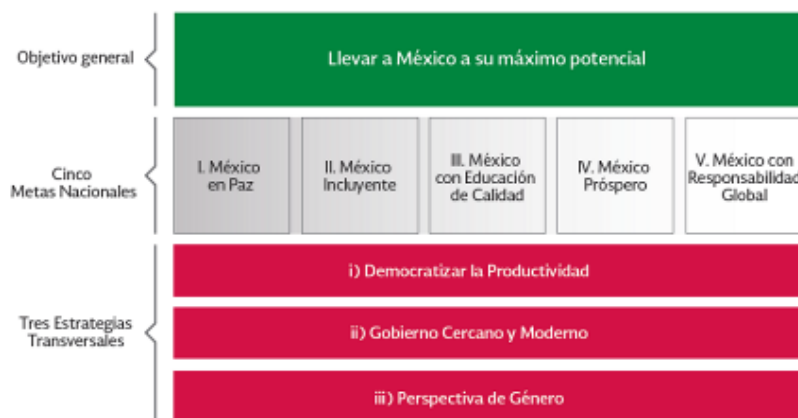 Objetivo general
Llevar a México a su máximo potencial
Cinco
Metas Nacionales
I. México
en Paz
II. México
Incluyente
III. México
con Educación
de Calidad
IV. México
Próspero
V. México con
Responsabilidad
Global
Tres Estrategias
Transversales
i) Democratizar la Productividad
ii) Gobierno Cercano y Moderno
iii) Perspectiva de Género